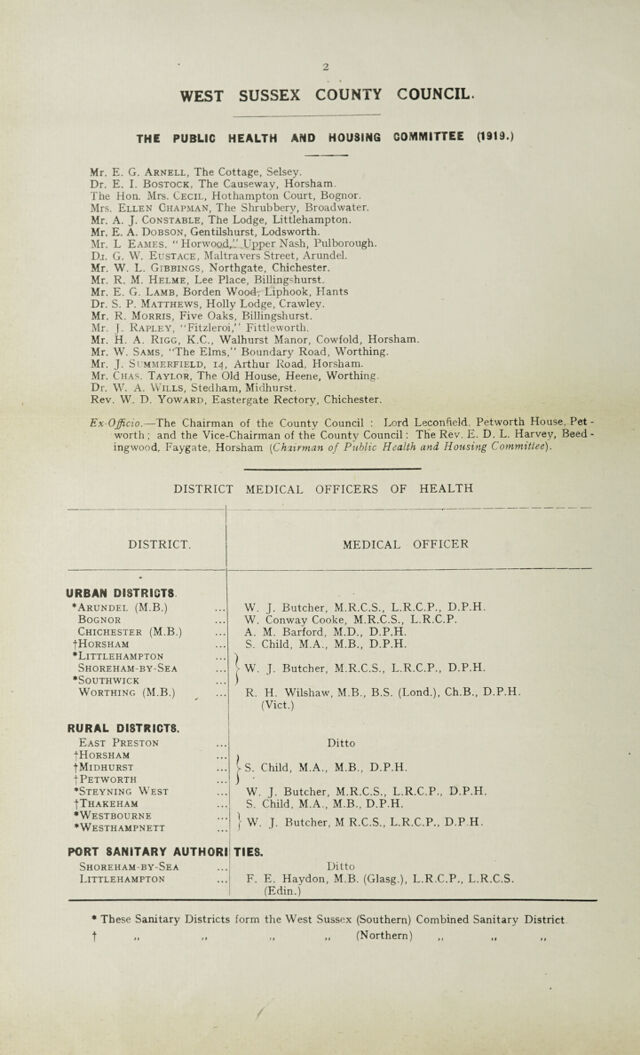 2
WEST SUSSEX COUNTY COUNCIL.
THE PUBLIC HEALTH AND HOUSING COMMITTEE (1919.)
Mr. E. G. ARNELL, The Cottage, Selsey.
Dr. E. I. BOSTOCK, The Causeway, Horsham.
The Hon. Mrs. CECIL, Hothampton Court, Bognor.
Mrs. ELLEN CHAPMAN, The Shrubbery, Broadwater.
Mr. A. J. CONSTABLE, The Lodge, Littlehampton.
Mr. E. A. DOBSON, Gentilshurst, Lodsworth.
Mr. L EAMES, "Horwood," Upper Nash, Pulborough.
Dr. G. W. EUSTACE, Maltravers Street, Arundel.
Mr. W. L. GIBBINGS, Northgate, Chichester.
Mr. R. M. HELME, Lee Place, Billingshurst.
Mr. E. G. LAMB, Borden Wood, Liphook, Hants
Dr. S. P. MATTHEWS, Holly Lodge, Crawley.
Mr. R. MORRIS, Five Oaks, Billingshurst.
Mr. J. RAPLEY, "Fitzleroi," Fittleworth.
Mr. H. A. RIGG, K.C., Walhurst Manor, Cowfold, Horsham.
Mr. W. SAMS, "The Elms," Boundary Road, Worthing.
Mr. J. SUMMERFIELD, 14, Arthur Road, Horsham.
Mr. CHAS. TAYLOR, The Old House, Heene, Worthing.
Dr. W. A. WILLS, Stedham, Midhurst.
Rev. W. D. YOWARD, Eastergate Rectory, Chichester.
Ex-Officio.—The Chairman of the County Council : Lord Leconfield, Petworth House, Pet-
worth ; and the Vice-Chairman of the County Council : The Rev. E. D. L. Harvey, Beed-
ingwood, Faygate, Horsham (Chairman of Public Health and Housing Committee).
DISTRICT MEDICAL OFFICERS OF HEALTH
DISTRICT. MEDICAL OFFICER
URBAN DISTRICTS.
*ARUNDEL (M.B.) ... W. J. Butcher, M.R.C.S., L.R.C.P., D.P.H.
BOGNOR ... W. Conway Cooke, M.R.C.S., L.R.C.P.
CHICHESTER (M.B.) ... A. M. Barford, M.D., D.P.H.
†HORSHAM ... S. Child, M.A., M.B., D.P.H.
*LITTLEHAMPTON ...
SHOREHAM-BY-SEA ... W. J. Butcher, M.R.C.S., L.R.C.P., D.P.H.
*SOUTHWICK ...
WORTHING (M.B.) ... R. H. Wilshaw, M.B., B.S. (Lond.), Ch.B., D.P.H.
(Vict.)
RURAL DISTRICTS.
EAST PRESTON ... Ditto
†HORSHAM ...
†MIDHURST ... S. Child, M.A., M.B., D.P.H.
†PETWORTH ...
*STEYNING WEST ... W. J. Butcher, M.R.C.S., L.R.C.P., D.P.H.
†THAKEHAM ... S. Child, M.A., M.B., D.P.H.
*WESTBOURNE ...
*WESTHAMPNETT ... W. J. Butcher, M R.C.S., L.R.C.P., D.P.H.
PORT SANITARY AUTHORITIES.
SHOREHAM-BY-SEA ... Ditto
LITTLEHAMPTON ... F. E. Haydon, M.B. (Glasg.), L.R.C.P., L.R.C.S.
(Edin.)
* These Sanitary Districts form the West Sussex (Southern) Combined Sanitary District
† ,, ,, ,, ,, (Northern) ,, ,, ,,